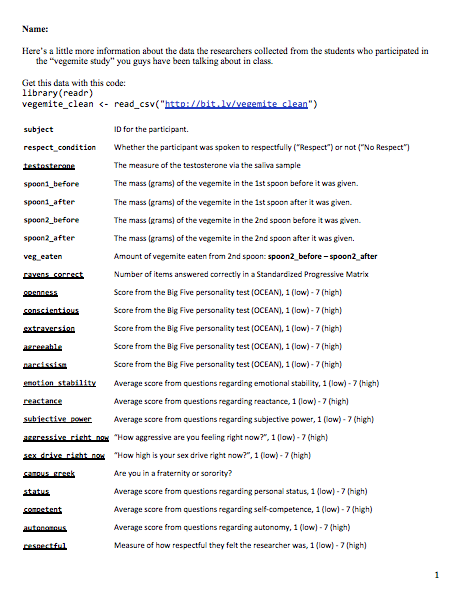 Name:
Here's a little more information about the data the researchers collected from the students who participated in
the "vegemite study" you guys have been talking about in class.
Get this data with this code:
library(readr)
vegemite_clean <- read_csv("http://bit.ly/vegemite_clean")
subject ID for the participant.
respect_condition Whether the participant was spoken to respectfully ("Respect") or not ("No Respect")
testosterone The measure of the testosterone via the saliva sample
spoon1_before The mass (grams) of the vegemite in the 1st spoon before it was given.
spoon1_after The mass (grams) of the vegemite in the 1st spoon after it was given.
spoon2_before The mass (grams) of the vegemite in the 2nd spoon before it was given.
spoon2_after The mass (grams) of the vegemite in the 2nd spoon after it was given.
veg_eaten Amount of vegemite eaten from 2nd spoon: spoon2_before – spoon2_after
ravens_correct Number of items answered correctly in a Standardized Progressive Matrix
openness Score from the Big Five personality test (OCEAN), 1 (low) - 7 (high)
conscientious Score from the Big Five personality test (OCEAN), 1 (low) - 7 (high)
extraversion Score from the Big Five personality test (OCEAN), 1 (low) - 7 (high)
agreeable Score from the Big Five personality test (OCEAN), 1 (low) - 7 (high)
narcissism Score from the Big Five personality test (OCEAN), 1 (low) - 7 (high)
emotion_stability Average score from questions regarding emotional stability, 1 (low) - 7 (high)
reactance Average score from questions regarding reactance, 1 (low) - 7 (high)
subjective_power Average score from questions regarding subjective power, 1 (low) - 7 (high)
aggressive_right_now "How aggressive are you feeling right now?", 1 (low) - 7 (high)
sex_drive_right_now "How high is your sex drive right now?", 1 (low) - 7 (high)
campus_greek Are you in a fraternity or sorority?
status Average score from questions regarding personal status, 1 (low) - 7 (high)
competent Average score from questions regarding self-competence, 1 (low) - 7 (high)
autonomous Average score from questions regarding autonomy, 1 (low) - 7 (high)
respectful Measure of how respectful they felt the researcher was, 1 (low) - 7 (high)
1